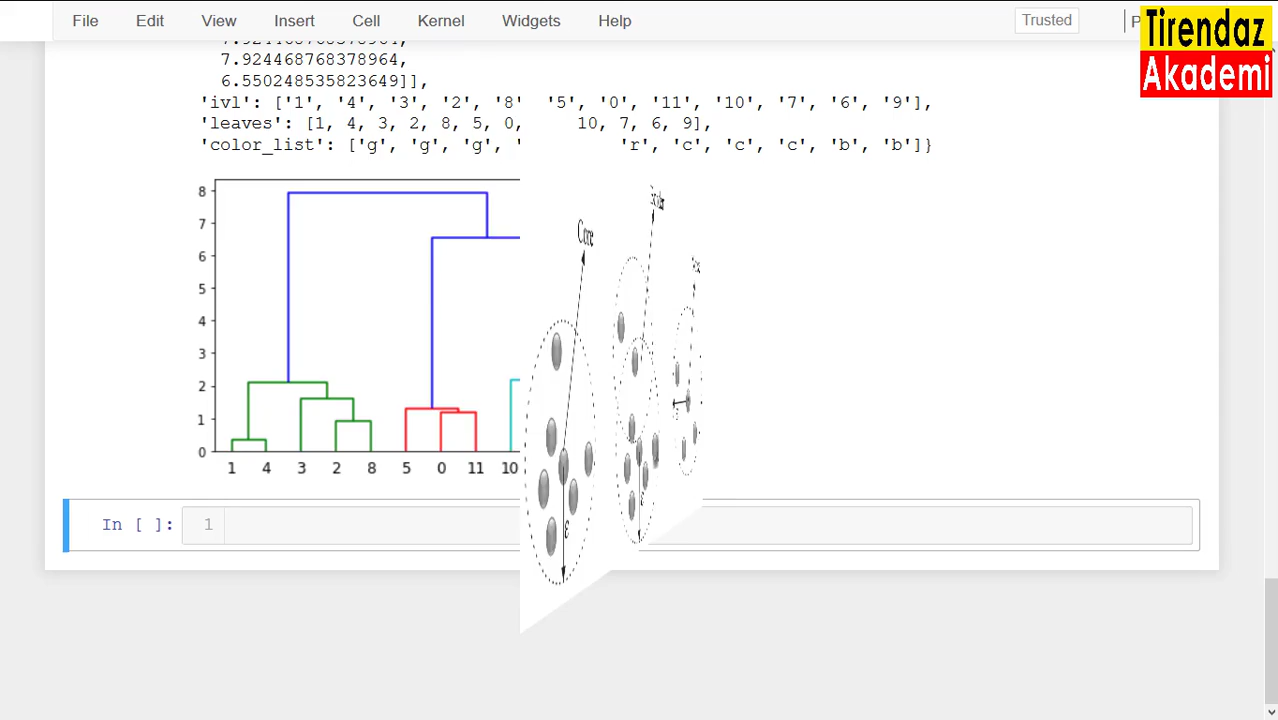 File Edit View Insert Cell Kernel Widgets Help Trusted
Tirendaz
Akademi
7.924468768378964,
7.924468768378964,
6.550248535823649]],
'ivl': ['1', '4', '3', '2', '8' '5', '0', '11', '10', '7', '6', '9'],
'leaves': [1, 4, 3, 2, 8, 5, 0, 10, 7, 6, 9],
'color_list': ['g', 'g', 'g', ' 'r', 'c', 'c', 'c', 'b', 'b']}
8
7
6
5
4
3
2
1
0
1 4 3 2 8 5 0 11 10
Core
ε
In [ ]: 1